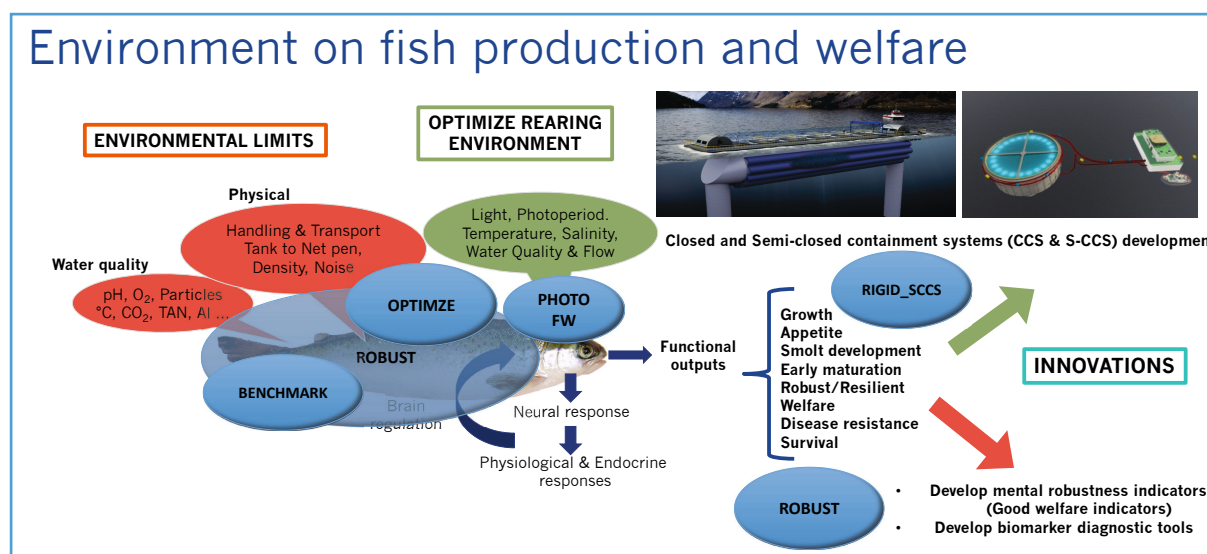 Environment on fish production and welfare
ENVIRONMENTAL LIMITS
OPTIMIZE REARING
ENVIRONMENT
Physical
Handling & Transport
Tank to Net pen,
Density, Noise
Water quality
pH, O₂, Particles
°C, CO₂, TAN, Al ...
Light, Photoperiod.
Temperature, Salinity,
Water Quality & Flow
OPTIMZE
PHOTO
FW
ROBUST
BENCHMARK
Brain
regulation
Neural response
Physiological & Endocrine
responses
Functional
outputs
Closed and Semi-closed containment systems (CCS & S-CCS) developmen
RIGID_SCCS
Growth
Appetite
Smolt development
Early maturation
Robust/Resilient
Welfare
Disease resistance
Survival
INNOVATIONS
ROBUST
• Develop mental robustness indicators
(Good welfare indicators)
• Develop biomarker diagnostic tools